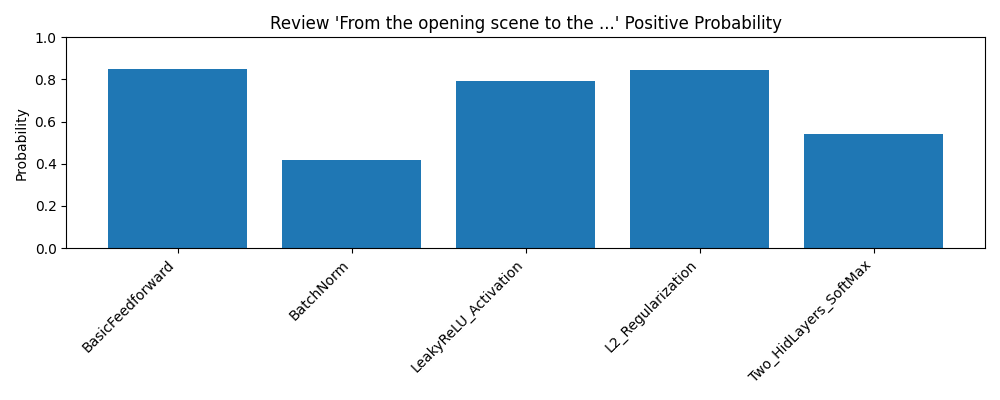 Review 'From the opening scene to the ...' Positive Probability
Probability
1.0
0.8
0.6
0.4
0.2
0.0
BasicFeedforward
BatchNorm
LeakyReLU_Activation
L2_Regularization
Two_HidLayers_SoftMax